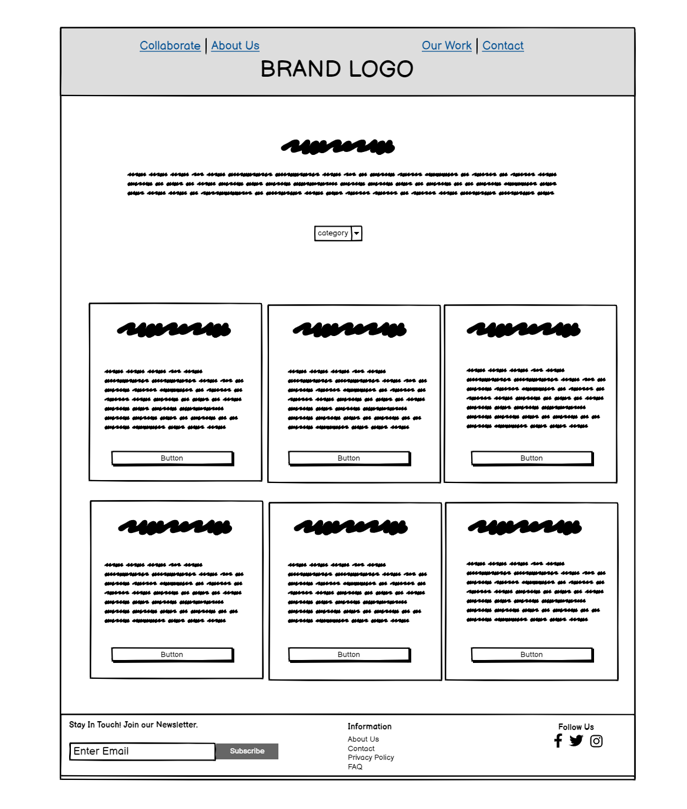 Collaborate About Us Our Work Contact
BRAND LOGO
category
Button Button Button
Button Button Button
Stay In Touch! Join our Newsletter.
Enter Email Subscribe
Information
About Us
Contact
Privacy Policy
FAQ
Follow Us